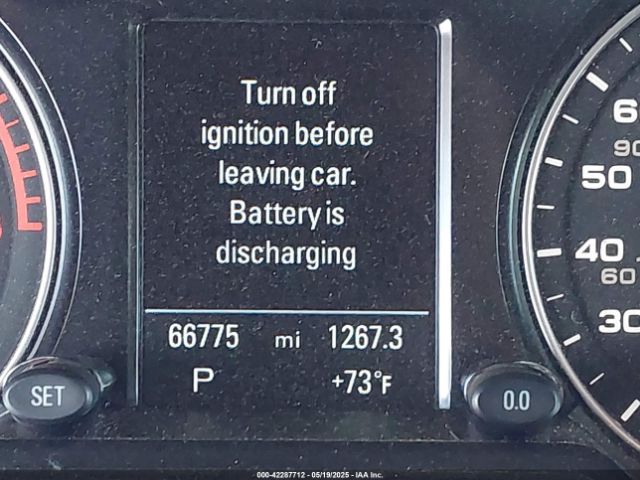 Turn off
ignition before
leaving car.
Battery is
discharging
66775 mi 1267.3
P +73°F
SET
0.0
50
90
40
60
30
000-42287712 - 05/19/2025 - IAA Inc.